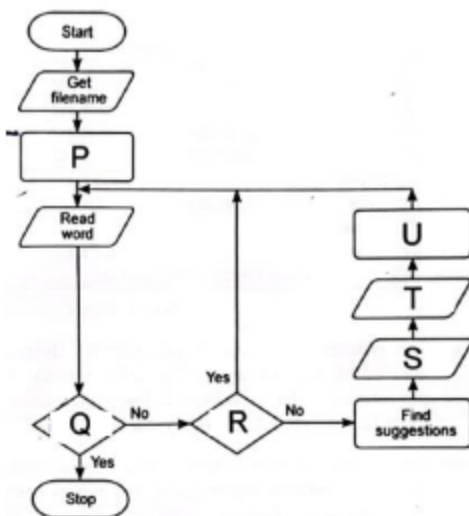 Start
Get
filename
P
Read
word
U
T
S
Yes
Q
No
R
No
Find
suggestions
Yes
Stop